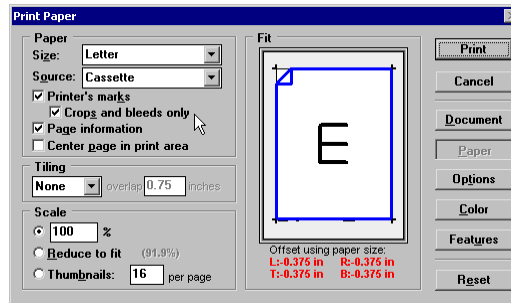 Print Paper
Paper
Size: Letter
Source: Cassette
Printer's marks
Crops and bleeds only
Page information
Center page in print area
Tiling
None overlap 0.75 inches
Scale
100 %
Reduce to fit (91.9%)
Thumbnails: 16 per page
Fit
E
Offset using paper size:
L:-0.375 in R:-0.375 in
T:-0.375 in B:-0.375 in
Print
Cancel
Document
Paper
Options
Color
Features
Reset